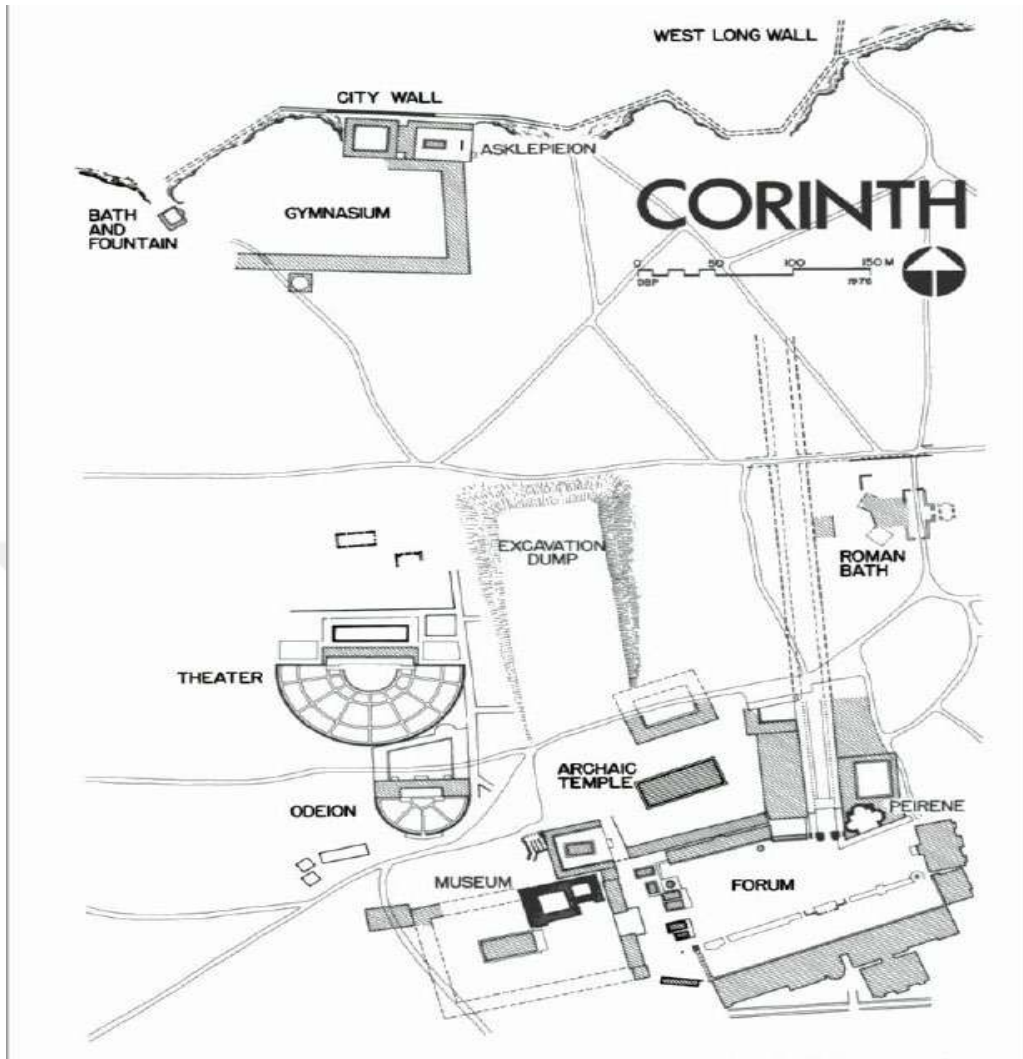 WEST LONG WALL
CITY WALL
ASKLEPIEION
CORINTH
BATH
AND
FOUNTAIN
GYMNASIUM
0 50 100 150 M
DBP 1976
EXCAVATION
DUMP
ROMAN
BATH
THEATER
ARCHAIC
TEMPLE
ODEION
PEIRENE
MUSEUM
FORUM